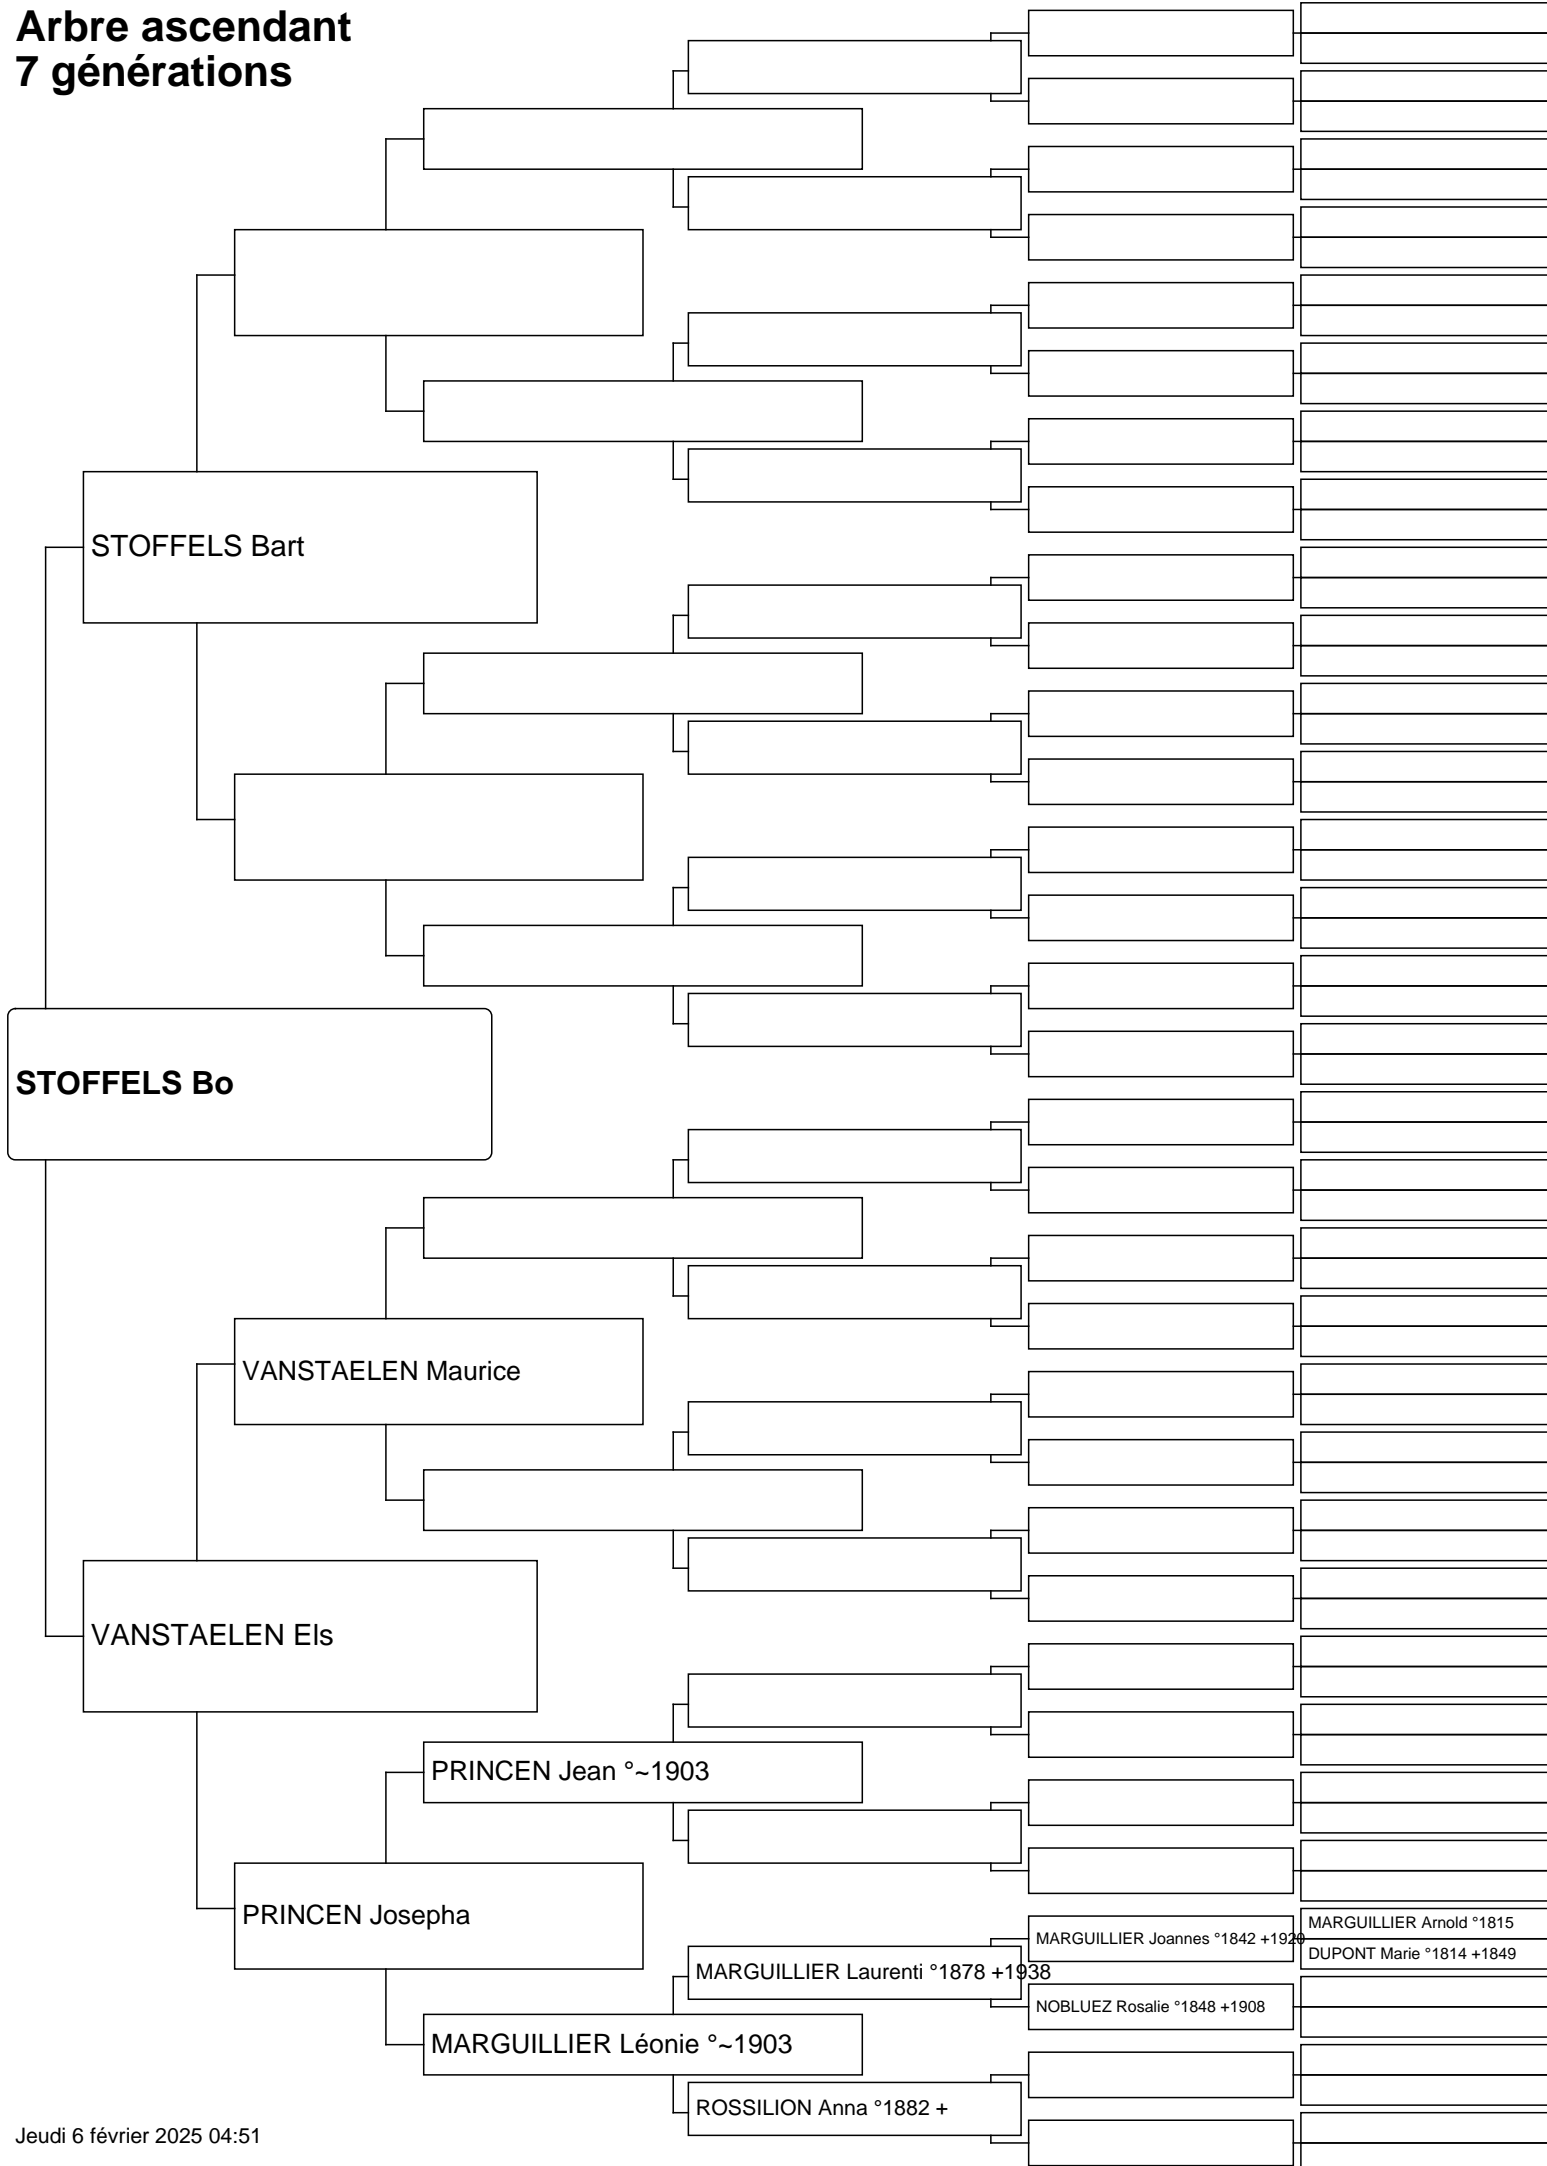 Arbre ascendant
7 générations
STOFFELS Bart
STOFFELS Bo
VANSTAELEN Maurice
VANSTAELEN Els
PRINCEN Jean °~1903
PRINCEN Josepha
MARGUILLIER Arnold °1815
MARGUILLIER Joannes °1842 +1920
DUPONT Marie °1814 +1849
MARGUILLIER Laurenti °1878 +1938
NOBLUEZ Rosalie °1848 +1908
MARGUILLIER Léonie °~1903
ROSSILION Anna °1882 +
Jeudi 6 février 2025 04:51